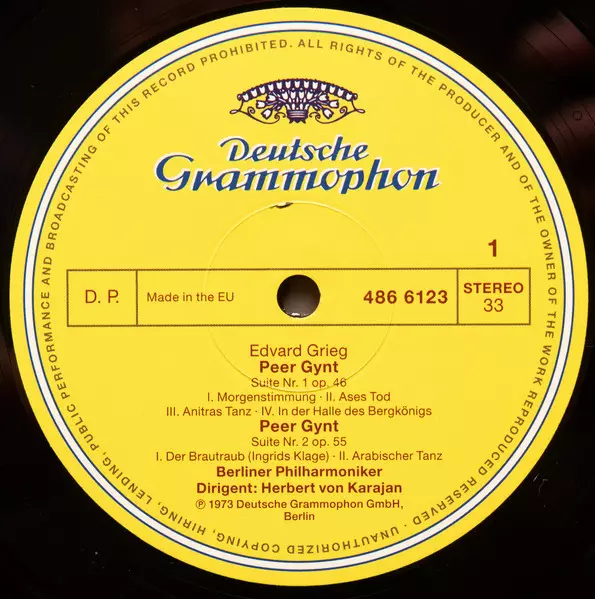 ALL RIGHTS OF THE PRODUCER AND OF THE OWNER OF THE WORK REPRODUCED RESERVED · UNAUTHORIZED COPYING, HIRING, LENDING, PUBLIC PERFORMANCE AND BROADCASTING OF THIS RECORD PROHIBITED.
Deutsche
Grammophon
1
D. P.
Made in the EU
486 6123
STEREO
33
Edvard Grieg
Peer Gynt
Suite Nr. 1 op. 46
I. Morgenstimmung · II. Ases Tod
III. Anitras Tanz · IV. In der Halle des Bergkönigs
Peer Gynt
Suite Nr. 2 op. 55
I. Der Brautraub (Ingrids Klage) · II. Arabischer Tanz
Berliner Philharmoniker
Dirigent: Herbert von Karajan
℗ 1973 Deutsche Grammophon GmbH,
Berlin